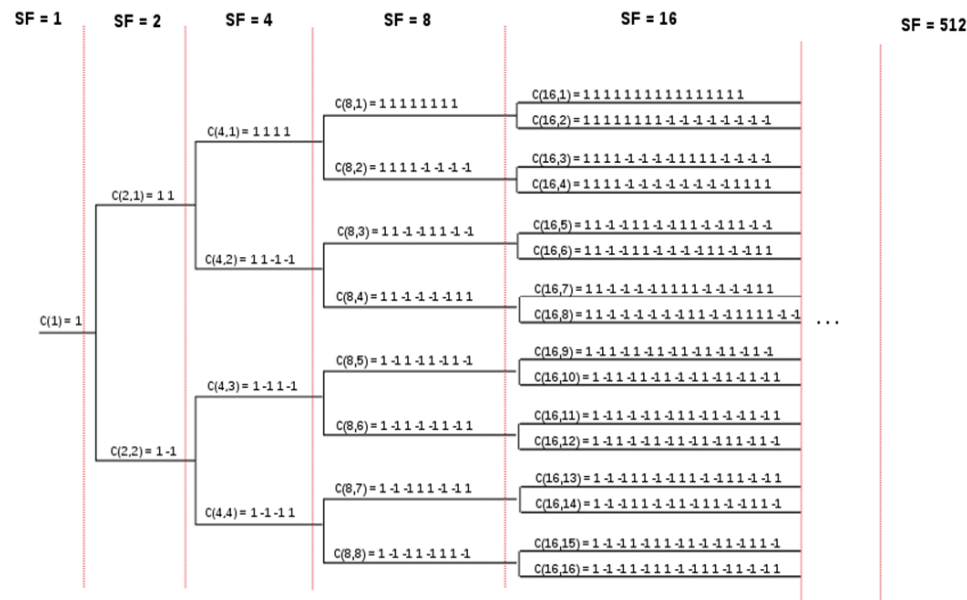 SF = 1
SF = 2
SF = 4
SF = 8
SF = 16
SF = 512
C(1) = 1
C(2,1) = 1 1
C(2,2) = 1 -1
C(4,1) = 1 1 1 1
C(4,2) = 1 1 -1 -1
C(4,3) = 1 -1 1 -1
C(4,4) = 1 -1 -1 1
C(8,1) = 1 1 1 1 1 1 1 1
C(8,2) = 1 1 1 1 -1 -1 -1 -1
C(8,3) = 1 1 -1 -1 1 1 -1 -1
C(8,4) = 1 1 -1 -1 -1 -1 1 1
C(8,5) = 1 -1 1 -1 1 -1 1 -1
C(8,6) = 1 -1 1 -1 -1 1 -1 1
C(8,7) = 1 -1 -1 1 1 -1 -1 1
C(8,8) = 1 -1 -1 1 -1 1 1 -1
C(16,1) = 1 1 1 1 1 1 1 1 1 1 1 1 1 1 1 1
C(16,2) = 1 1 1 1 1 1 1 1 -1 -1 -1 -1 -1 -1 -1 -1
C(16,3) = 1 1 1 1 -1 -1 -1 -1 1 1 1 1 -1 -1 -1 -1
C(16,4) = 1 1 1 1 -1 -1 -1 -1 -1 -1 -1 -1 1 1 1 1
C(16,5) = 1 1 -1 -1 1 1 -1 -1 1 1 -1 -1 1 1 -1 -1
C(16,6) = 1 1 -1 -1 1 1 -1 -1 -1 -1 1 1 -1 -1 1 1
C(16,7) = 1 1 -1 -1 -1 -1 1 1 1 1 -1 -1 -1 -1 1 1
C(16,8) =
C(16,9) = 1 -1 1 -1 1 -1 1 -1 1 -1 1 -1 1 -1 1 -1
C(16,10) = 1 -1 1 -1 1 -1 1 -1 -1 1 -1 1 -1 1 -1 1
C(16,11) = 1 -1 1 -1 -1 1 -1 1 1 -1 1 -1 -1 1 -1 1
C(16,12) = 1 -1 1 -1 -1 1 -1 1 -1 1 -1 1 1 -1 1 -1
C(16,13) = 1 -1 -1 1 1 -1 -1 1 1 -1 -1 1 1 -1 -1 1
C(16,14) = 1 -1 -1 1 1 -1 -1 1 -1 1 1 -1 -1 1 1 -1
C(16,15) = 1 -1 -1 1 -1 1 1 -1 1 -1 -1 1 -1 1 1 -1
C(16,16) = 1 -1 -1 1 -1 1 1 -1 -1 1 1 -1 1 -1 -1 1
...